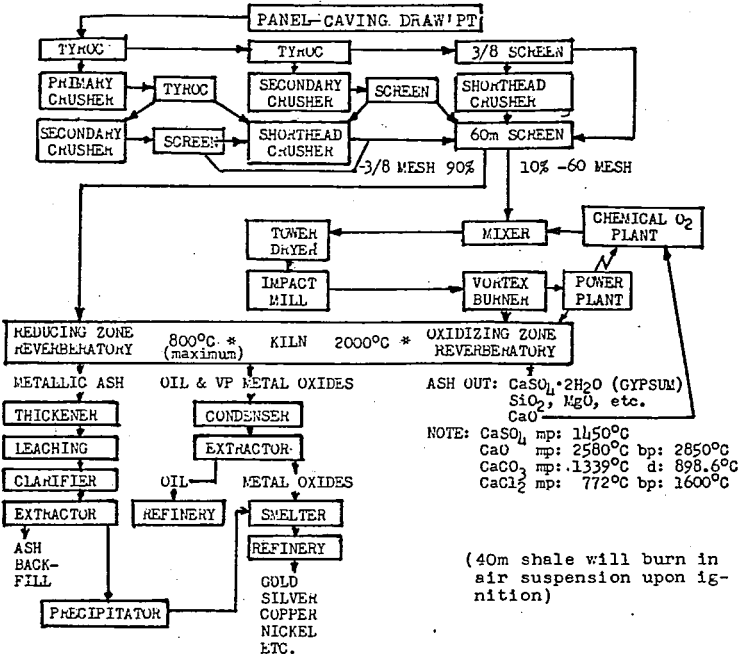 PANEL-CAVING DRAW'PT
TYROC
TYROC
3/8 SCREEN
PRIMARY
CRUSHER
TYROC
SECONDARY
CRUSHER
SCREEN
SHORTHEAD
CRUSHER
SECONDARY
CRUSHER
SCREEN
SHORTHEAD
CRUSHER
60m SCREEN
-3/8 MESH 90%
10% -60 MESH
TOWER
DRYER
MIXER
CHEMICAL O2
PLANT
IMPACT
MILL
VORTEX
BURNER
POWER
PLANT
REDUCING ZONE
REVERBERATORY
800°C *
(maximum)
KILN
2000°C *
OXIDIZING ZONE
REVERBERATORY
METALLIC ASH
OIL & VP METAL OXIDES
ASH OUT: CaSO4·2H2O (GYPSUM)
SiO2, MgO, etc.
CaO
THICKENER
CONDENSER
NOTE: CaSO4 mp: 1450°C
CaO mp: 2580°C bp: 2850°C
CaCO3 mp: 1339°C d: 898.6°C
CaCl2 mp: 772°C bp: 1600°C
LEACHING
EXTRACTOR
CLARIFIER
OIL
METAL OXIDES
EXTRACTOR
REFINERY
SMELTER
ASH
BACK-
FILL
REFINERY
(40m shale will burn in
air suspension upon ig-
nition)
GOLD
SILVER
COPPER
NICKEL
ETC.
PRECIPITATOR